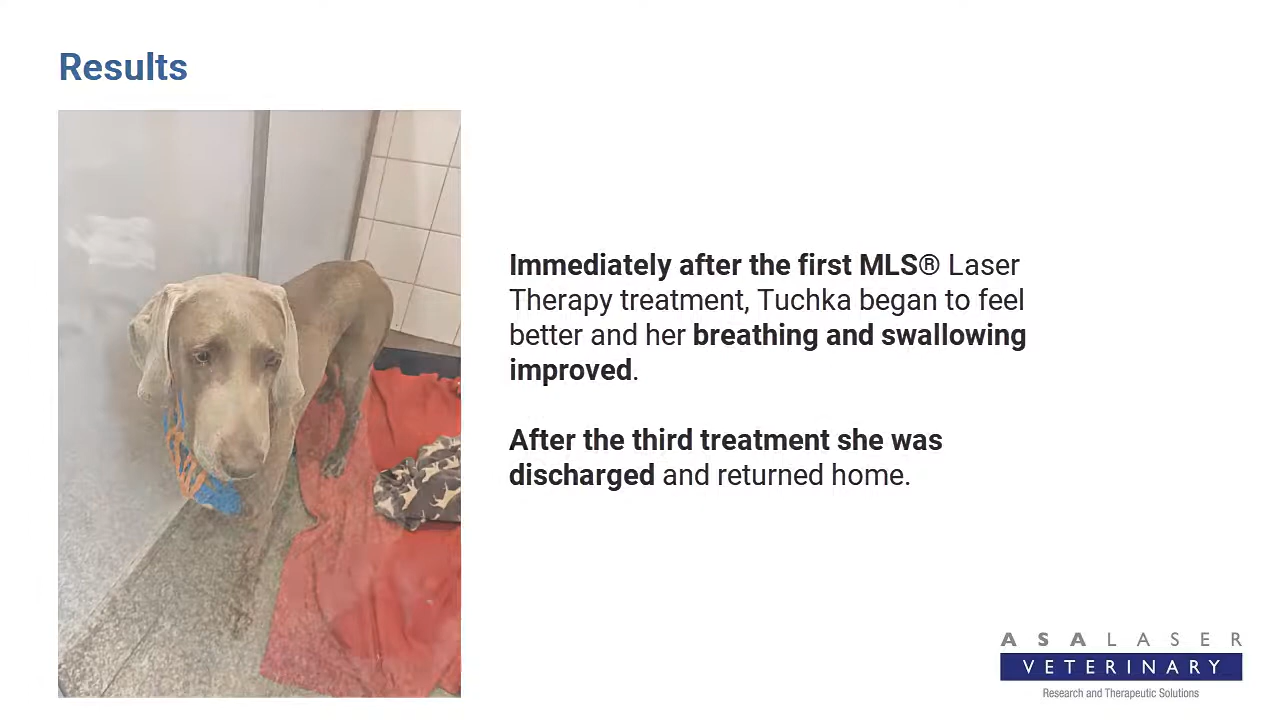 Results
Immediately after the first MLS® Laser
Therapy treatment, Tuchka began to feel
better and her breathing and swallowing
improved.
After the third treatment she was
discharged and returned home.
ASALASER
VETERINARY
Research and Therapeutic Solutions